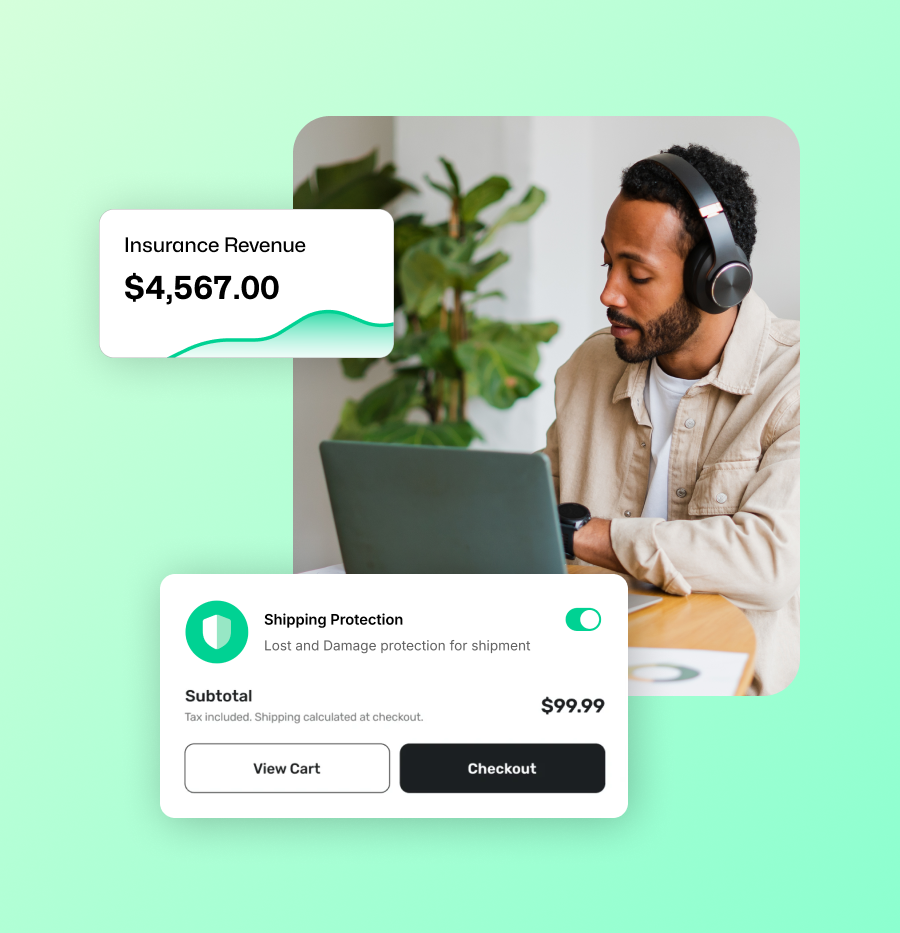 Insurance Revenue
$4,567.00
Shipping Protection
Lost and Damage protection for shipment
Subtotal
$99.99
Tax included. Shipping calculated at checkout.
View Cart
Checkout